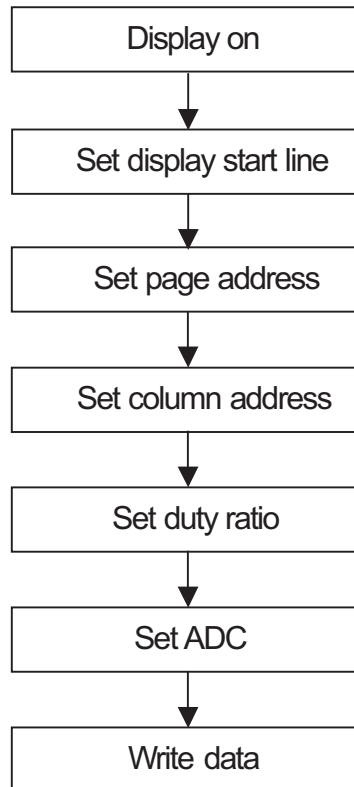 Display on
Set display start line
Set page address
Set column address
Set duty ratio
Set ADC
Write data